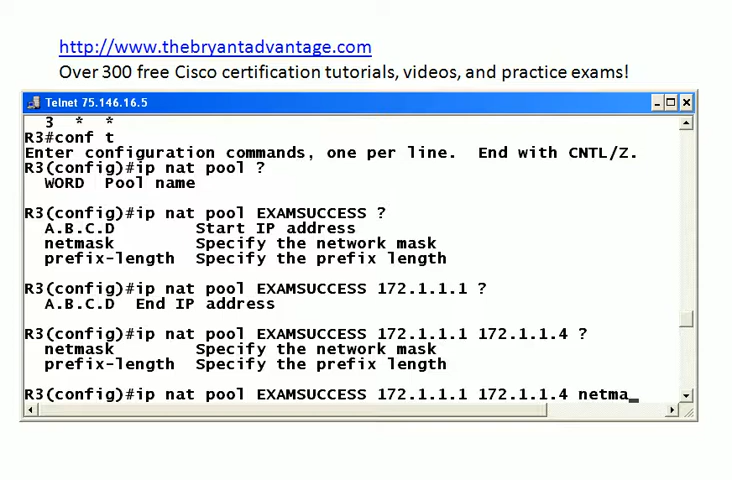 http://www.thebryantadvantage.com
Over 300 free Cisco certification tutorials, videos, and practice exams!
Telnet 75.146.16.5
3 * *
R3#conf t
Enter configuration commands, one per line. End with CNTL/Z.
R3(config)#ip nat pool ?
WORD Pool name
R3(config)#ip nat pool EXAMSUCCESS ?
A.B.C.D Start IP address
netmask Specify the network mask
prefix-length Specify the prefix length
R3(config)#ip nat pool EXAMSUCCESS 172.1.1.1 ?
A.B.C.D End IP address
R3(config)#ip nat pool EXAMSUCCESS 172.1.1.1 172.1.1.4 ?
netmask Specify the network mask
prefix-length Specify the prefix length
R3(config)#ip nat pool EXAMSUCCESS 172.1.1.1 172.1.1.4 netma_